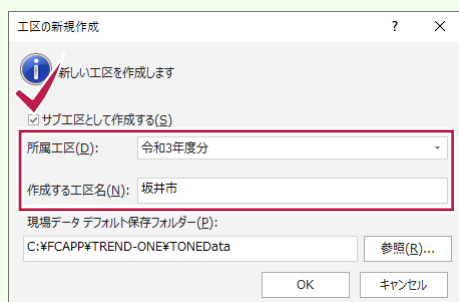 工区の新規作成
新しい工区を作成します
サブ工区として作成する(S)
所属工区(D): 令和3年度分
作成する工区名(N): 坂井市
現場データ デフォルト保存フォルダー(P):
C:¥FCAPP¥TREND-ONE¥TONEData 参照(R)...
OK キャンセル